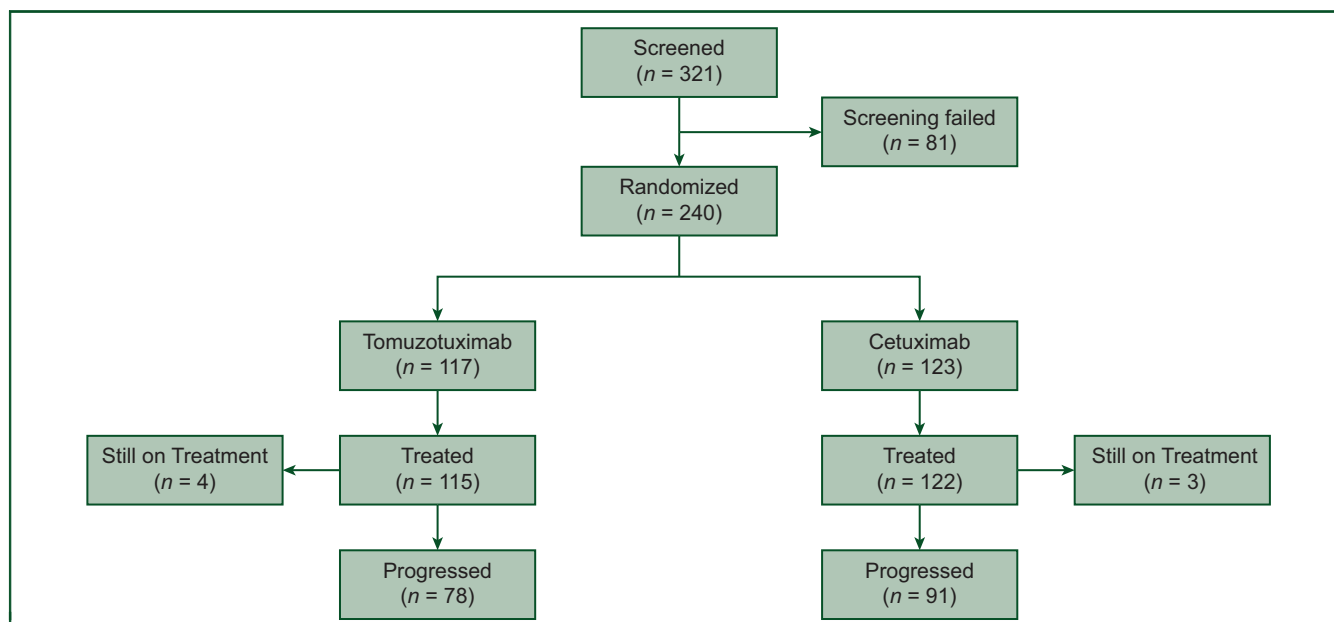 Screened
(n = 321)
Screening failed
(n = 81)
Randomized
(n = 240)
Tomuzotuximab
(n = 117)
Cetuximab
(n = 123)
Still on Treatment
(n = 4)
Treated
(n = 115)
Treated
(n = 122)
Still on Treatment
(n = 3)
Progressed
(n = 78)
Progressed
(n = 91)